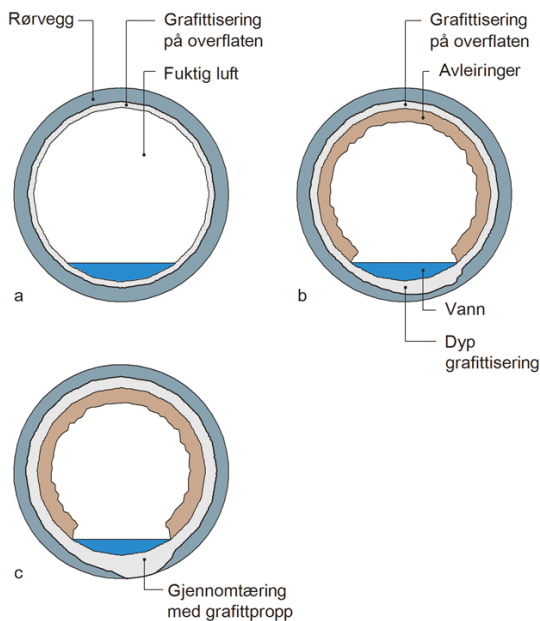 Rørvegg
Grafittisering
på overflaten
Fuktig luft
a
Grafittisering
på overflaten
Avleiringer
b
Vann
Dyp
grafittisering
c
Gjennomtæring
med grafittpropp